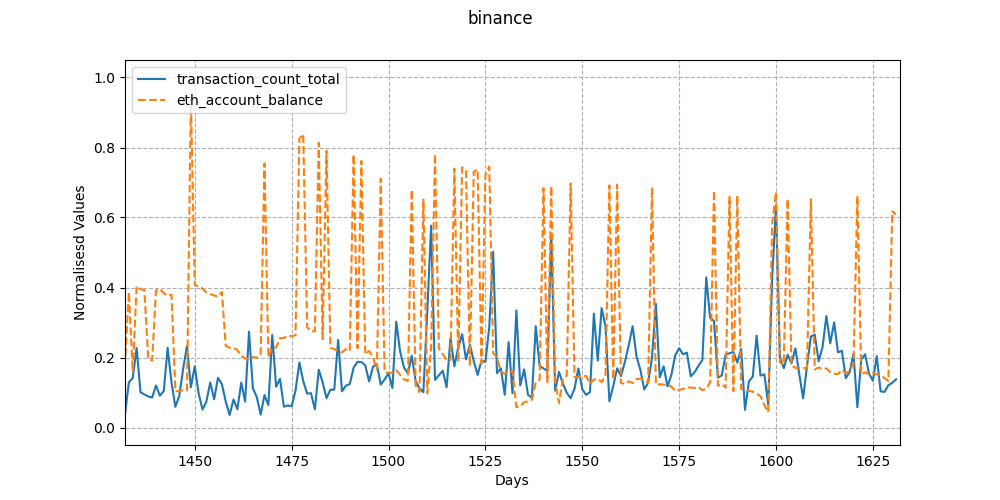 binance
transaction_count_total
eth_account_balance
1.0
0.8
0.6
0.4
0.2
0.0
Normalisesd Values
1450
1475
1500
1525
1550
1575
1600
1625
Days